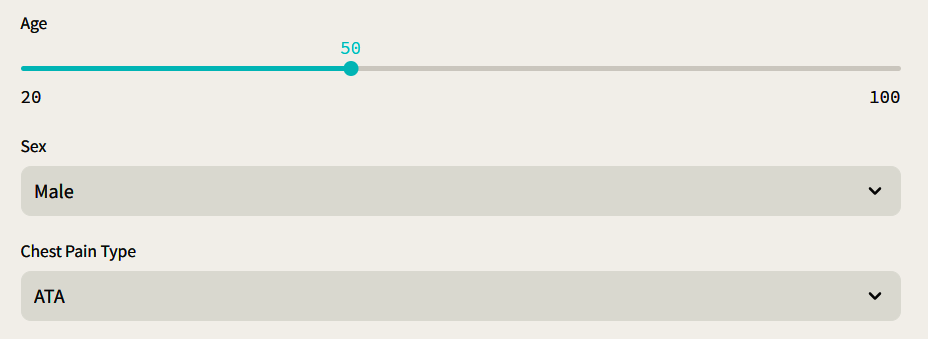 Age
50
20 100
Sex
Male
Chest Pain Type
ATA